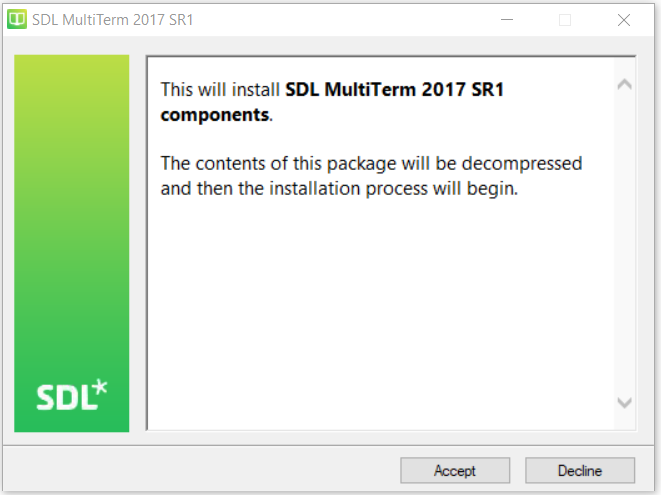 SDL MultiTerm 2017 SR1
This will install SDL MultiTerm 2017 SR1
components.
The contents of this package will be decompressed
and then the installation process will begin.
SDL*
Accept
Decline